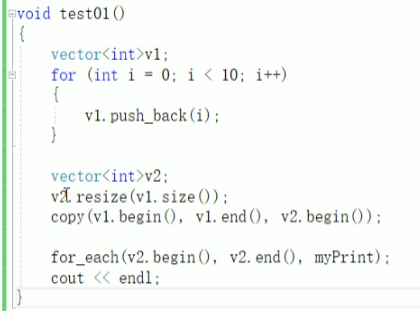 void test01()
{
vector<int>v1;
for (int i = 0; i < 10; i++)
{
v1.push_back(i);
}
vector<int>v2;
v2.resize(v1.size());
copy(v1.begin(), v1.end(), v2.begin());
for_each(v2.begin(), v2.end(), myPrint);
cout << endl;
}